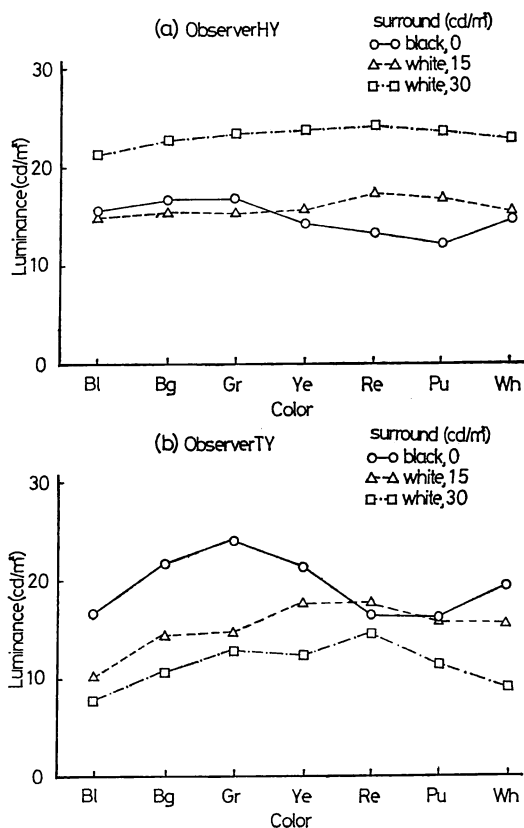 (a) ObserverHY
surround (cd/m²)
black, 0
white, 15
white, 30
30
20
10
0
Luminance(cd/m²)
Bl Bg Gr Ye Re Pu Wh
Color
(b) ObserverTY
surround (cd/m²)
black, 0
white, 15
white, 30
30
20
10
0
Luminance(cd/m²)
Bl Bg Gr Ye Re Pu Wh
Color